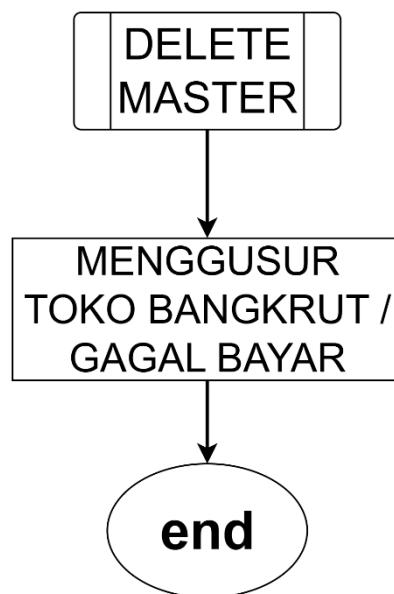 DELETE
MASTER
MENGGUSUR
TOKO BANGKRUT /
GAGAL BAYAR
end